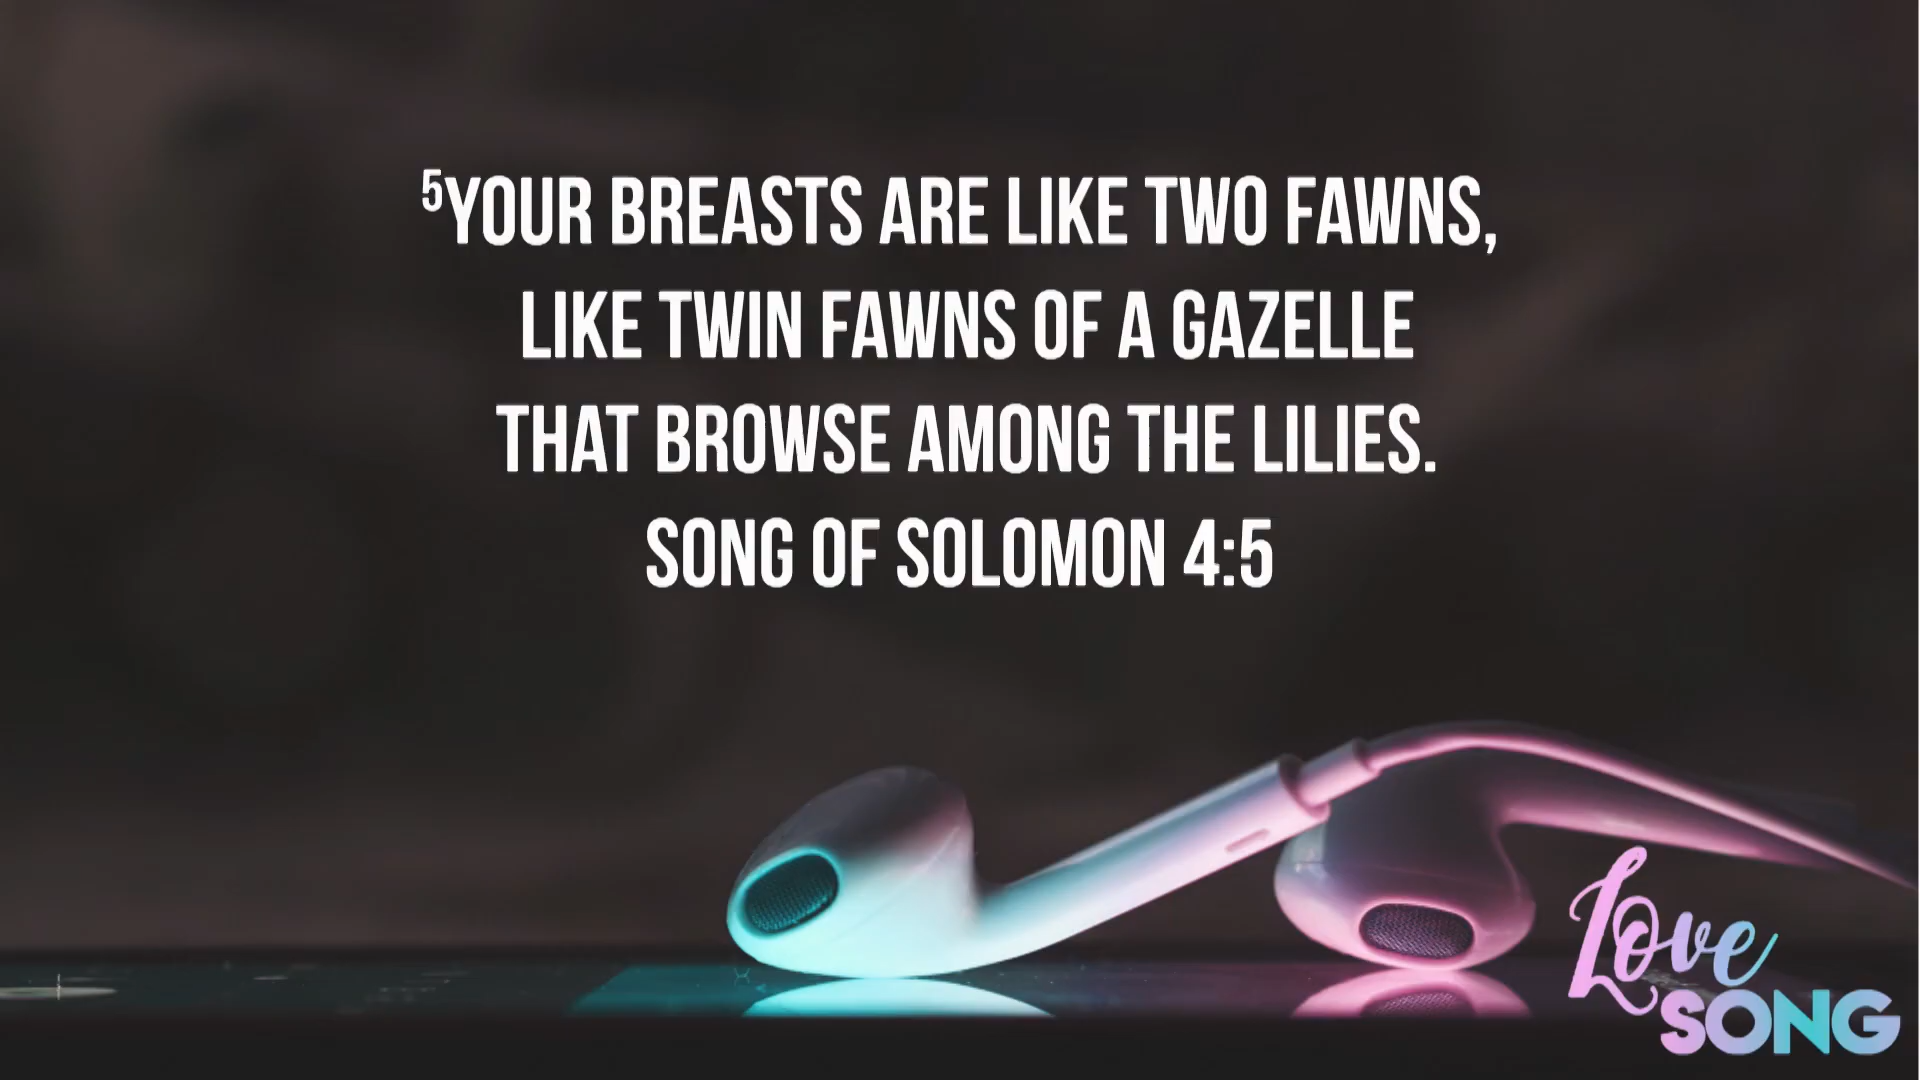 ⁵YOUR BREASTS ARE LIKE TWO FAWNS,
LIKE TWIN FAWNS OF A GAZELLE
THAT BROWSE AMONG THE LILIES.
SONG OF SOLOMON 4:5
Love
SONG